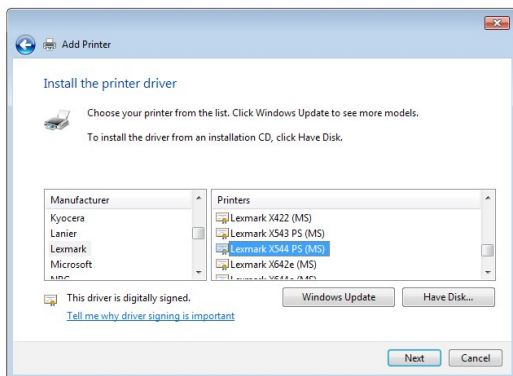 Add Printer
Install the printer driver
Choose your printer from the list. Click Windows Update to see more models.
To install the driver from an installation CD, click Have Disk.
Manufacturer
Kyocera
Lanier
Lexmark
Microsoft
Printers
Lexmark X422 (MS)
Lexmark X543 PS (MS)
Lexmark X544 PS (MS)
Lexmark X642e (MS)
This driver is digitally signed.
Tell me why driver signing is important
Windows Update
Have Disk...
Next
Cancel